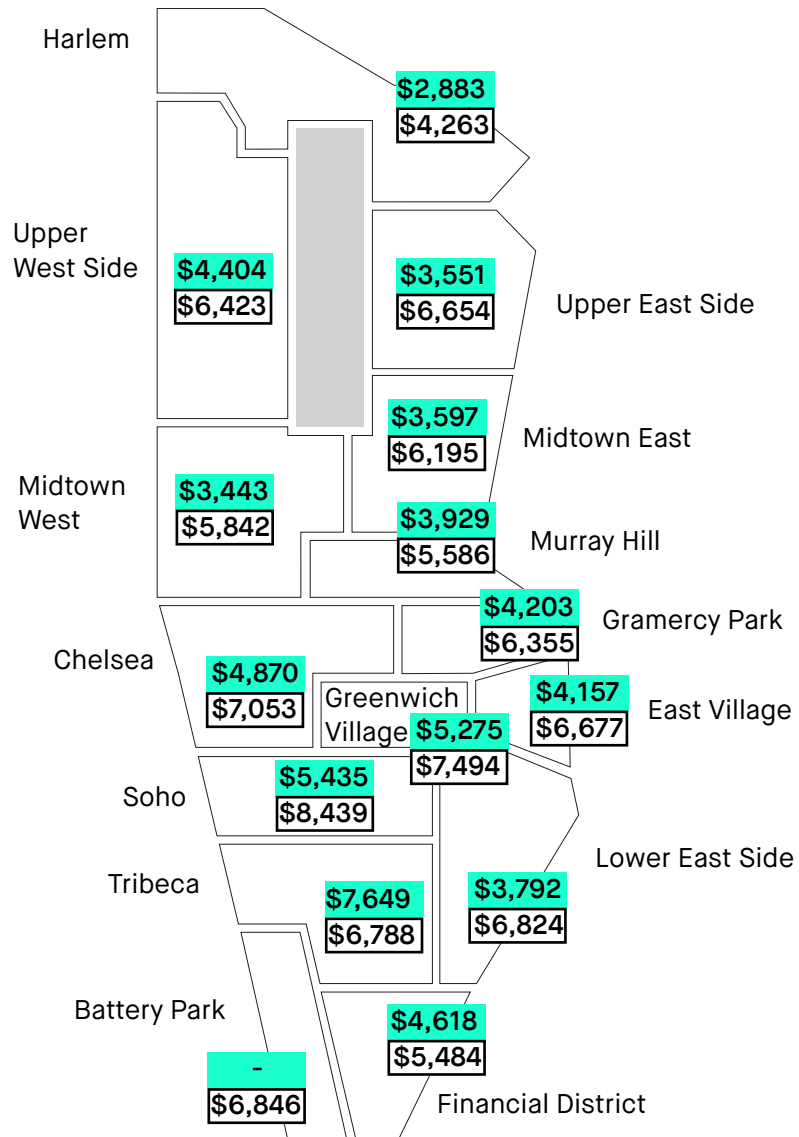 Harlem
$2,883
$4,263
Upper
West Side
$4,404
$6,423
$3,551
$6,654
Upper East Side
$3,597
$6,195
Midtown East
Midtown
West
$3,443
$5,842
$3,929
$5,586
Murray Hill
$4,203
$6,355
Gramercy Park
Chelsea
$4,870
$7,053
Greenwich
Village
$5,275
$7,494
$4,157
$6,677
East Village
Soho
$5,435
$8,439
Lower East Side
Tribeca
$7,649
$6,788
$3,792
$6,824
Battery Park
-
$6,846
$4,618
$5,484
Financial District